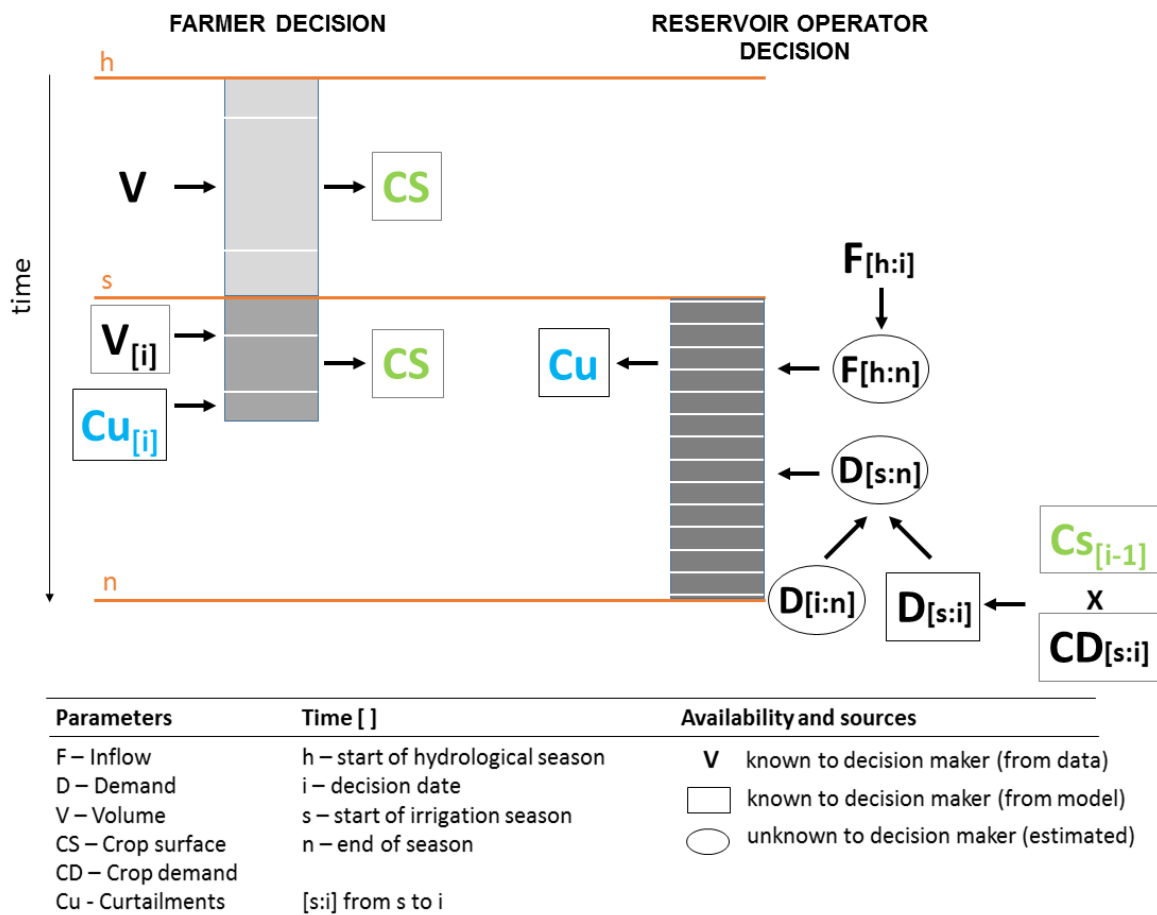 FARMER DECISION
RESERVOIR OPERATOR
DECISION
h
V
CS
time
s
F[h:i]
V[i]
CS
Cu
F[h:n]
Cu[i]
D[s:n]
Cs[i-1]
n
D[i:n]
D[s:i]
X
CD[s:i]
Parameters
Time [ ]
Availability and sources
F – Inflow
h – start of hydrological season
V known to decision maker (from data)
D – Demand
i – decision date
V – Volume
s – start of irrigation season
known to decision maker (from model)
CS – Crop surface
n – end of season
unknown to decision maker (estimated)
CD – Crop demand
Cu - Curtailments
[s:i] from s to i